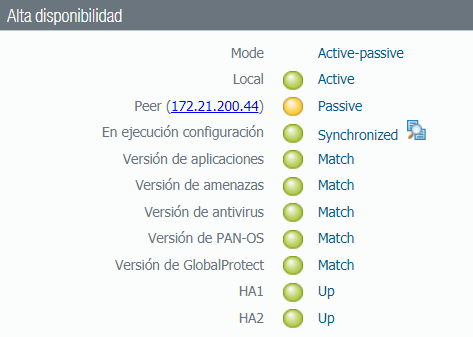 Alta disponibilidad
Mode Active-passive
Local Active
Peer (172.21.200.44) Passive
En ejecución configuración Synchronized
Versión de aplicaciones Match
Versión de amenazas Match
Versión de antivirus Match
Versión de PAN-OS Match
Versión de GlobalProtect Match
HA1 Up
HA2 Up